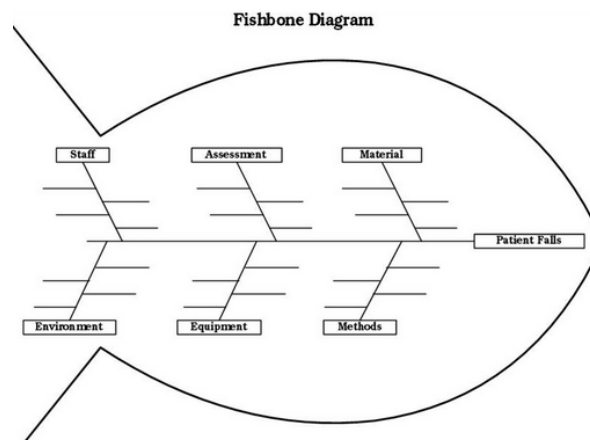 Fishbone Diagram
Staff
Assessment
Material
Patient Falls
Environment
Equipment
Methods